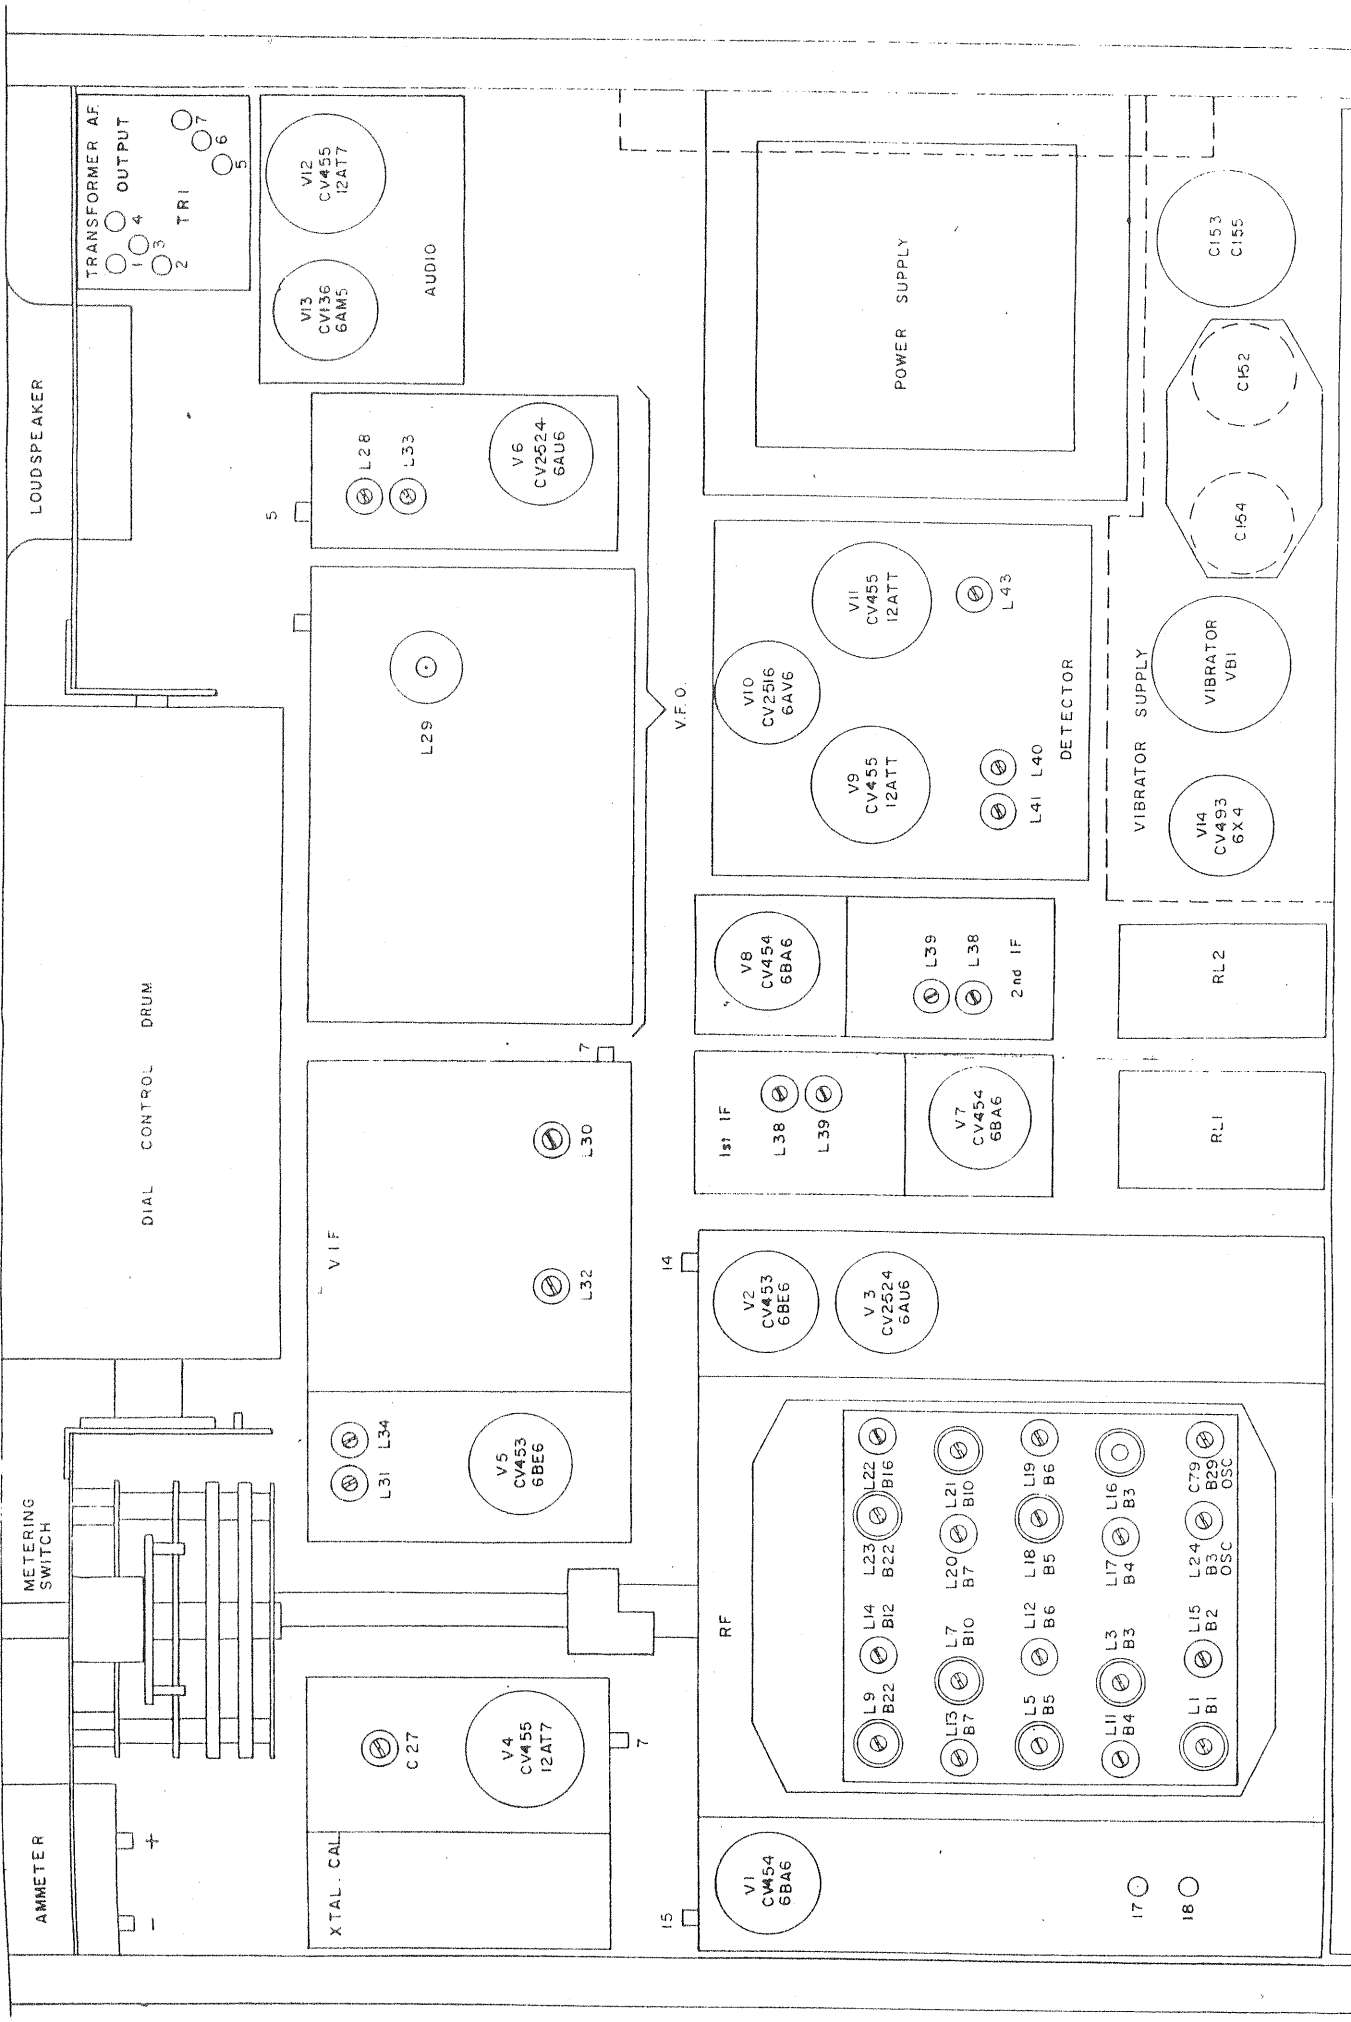 AMMETER
-
+
METERING
SWITCH
DIAL CONTROL DRUM
LOUDSPEAKER
TRANSFORMER A.F.
OUTPUT
1
2
3
4
TR1
5
6
7
XTAL. CAL
C 27
V4
CV455
12AT7
7
L31
L34
V5
CV453
6BE6
V I F
L32
L30
7
L29
V.F.O.
5
L28
L33
V6
CV2524
6AU6
V13
CV136
6AM5
V12
CV455
12AT7
AUDIO
15
V1
CV454
6BA6
17
18
RF
L9
B22
L14
B12
L23
B22
L22
B16
L13
B7
L7
B10
L20
B7
L21
B10
L5
B5
L12
B6
L18
B5
L19
B6
L11
B4
L3
B3
L17
B4
L16
B3
L1
B1
L15
B2
L24
B3
OSC
C79
B29
OSC
14
V2
CV453
6BE6
V 3
CV2524
6AU6
1st IF
L38
L39
V7
CV454
6BA6
V8
CV454
6BA6
L39
L38
2nd IF
V9
CV455
12ATT
V10
CV2516
6AV6
V11
CV455
12ATT
L41
L40
L43
DETECTOR
POWER SUPPLY
RL1
RL2
VIBRATOR SUPPLY
V14
CV493
6X4
VIBRATOR
VB1
C154
C152
C153
C155